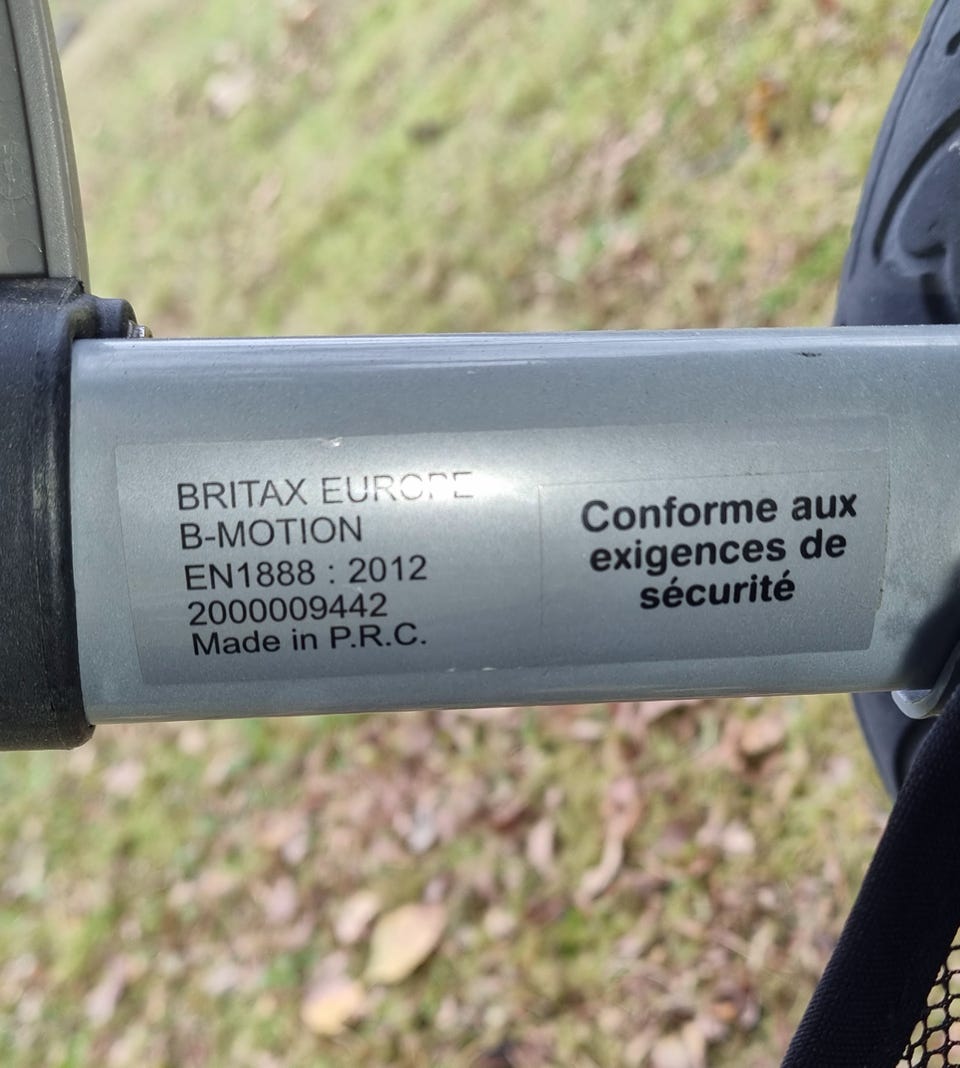 BRITAX EUROPE
B-MOTION
EN1888 : 2012
2000009442
Made in P.R.C.
Conforme aux
exigences de
sécurité